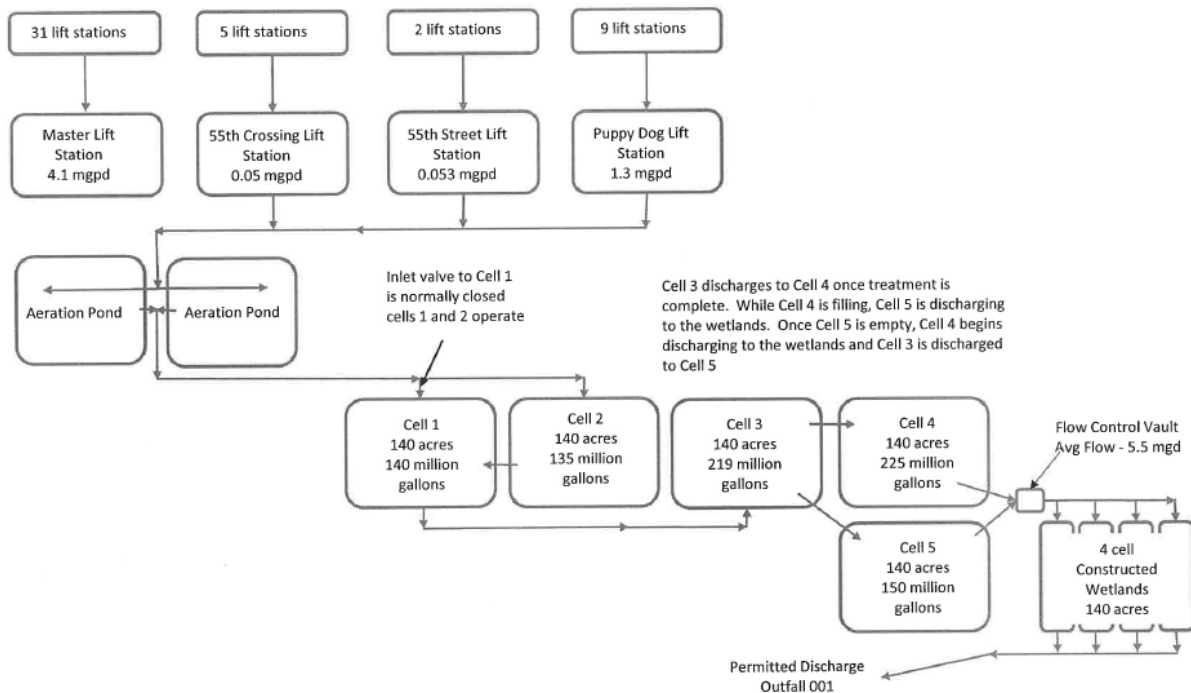 31 lift stations
5 lift stations
2 lift stations
9 lift stations
Master Lift
Station
4.1 mgpd
55th Crossing Lift
Station
0.05 mgpd
55th Street Lift
Station
0.053 mgpd
Puppy Dog Lift
Station
1.3 mgpd
Aeration Pond
Aeration Pond
Inlet valve to Cell 1
is normally closed
cells 1 and 2 operate
Cell 3 discharges to Cell 4 once treatment is
complete. While Cell 4 is filling, Cell 5 is discharging
to the wetlands. Once Cell 5 is empty, Cell 4 begins
discharging to the wetlands and Cell 3 is discharged
to Cell 5
Cell 1
140 acres
140 million
gallons
Cell 2
140 acres
135 million
gallons
Cell 3
140 acres
219 million
gallons
Cell 4
140 acres
225 million
gallons
Flow Control Vault
Avg Flow - 5.5 mgd
Cell 5
140 acres
150 million
gallons
4 cell
Constructed
Wetlands
140 acres
Permitted Discharge
Outfall 001